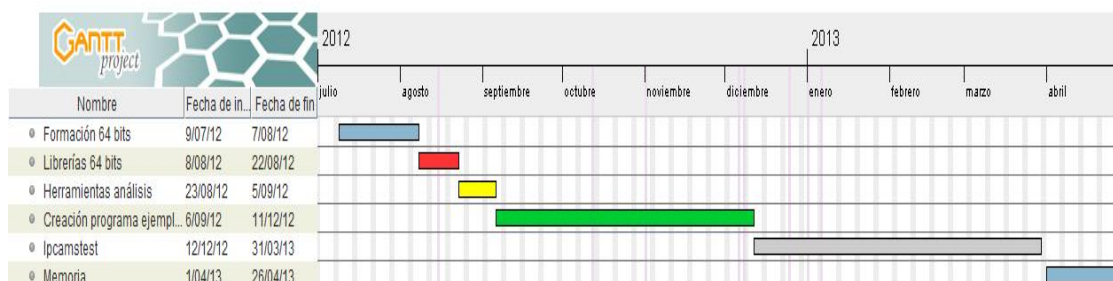 GANTT
project
2012
2013
julio agosto septiembre octubre noviembre diciembre enero febrero marzo abril
Nombre Fecha de in... Fecha de fin
Formación 64 bits 9/07/12 7/08/12
Librerías 64 bits 8/08/12 22/08/12
Herramientas análisis 23/08/12 5/09/12
Creación programa ejempl... 6/09/12 11/12/12
Ipcamstest 12/12/12 31/03/13
Memoria 1/04/13 26/04/13